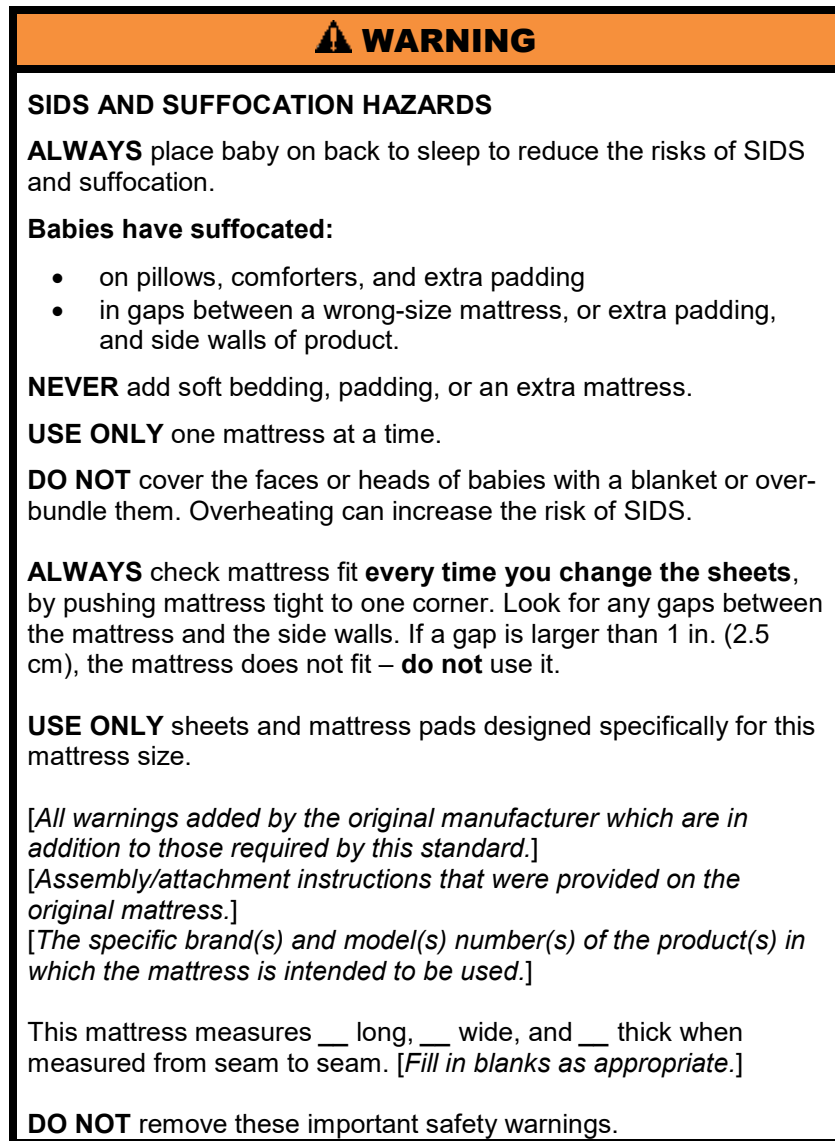 ⚠ WARNING
SIDS AND SUFFOCATION HAZARDS
ALWAYS place baby on back to sleep to reduce the risks of SIDS
and suffocation.
Babies have suffocated:
• on pillows, comforters, and extra padding
• in gaps between a wrong-size mattress, or extra padding,
and side walls of product.
NEVER add soft bedding, padding, or an extra mattress.
USE ONLY one mattress at a time.
DO NOT cover the faces or heads of babies with a blanket or over-
bundle them. Overheating can increase the risk of SIDS.
ALWAYS check mattress fit every time you change the sheets,
by pushing mattress tight to one corner. Look for any gaps between
the mattress and the side walls. If a gap is larger than 1 in. (2.5
cm), the mattress does not fit – do not use it.
USE ONLY sheets and mattress pads designed specifically for this
mattress size.
[All warnings added by the original manufacturer which are in
addition to those required by this standard.]
[Assembly/attachment instructions that were provided on the
original mattress.]
[The specific brand(s) and model(s) number(s) of the product(s) in
which the mattress is intended to be used.]
This mattress measures __ long, __ wide, and __ thick when
measured from seam to seam. [Fill in blanks as appropriate.]
DO NOT remove these important safety warnings.